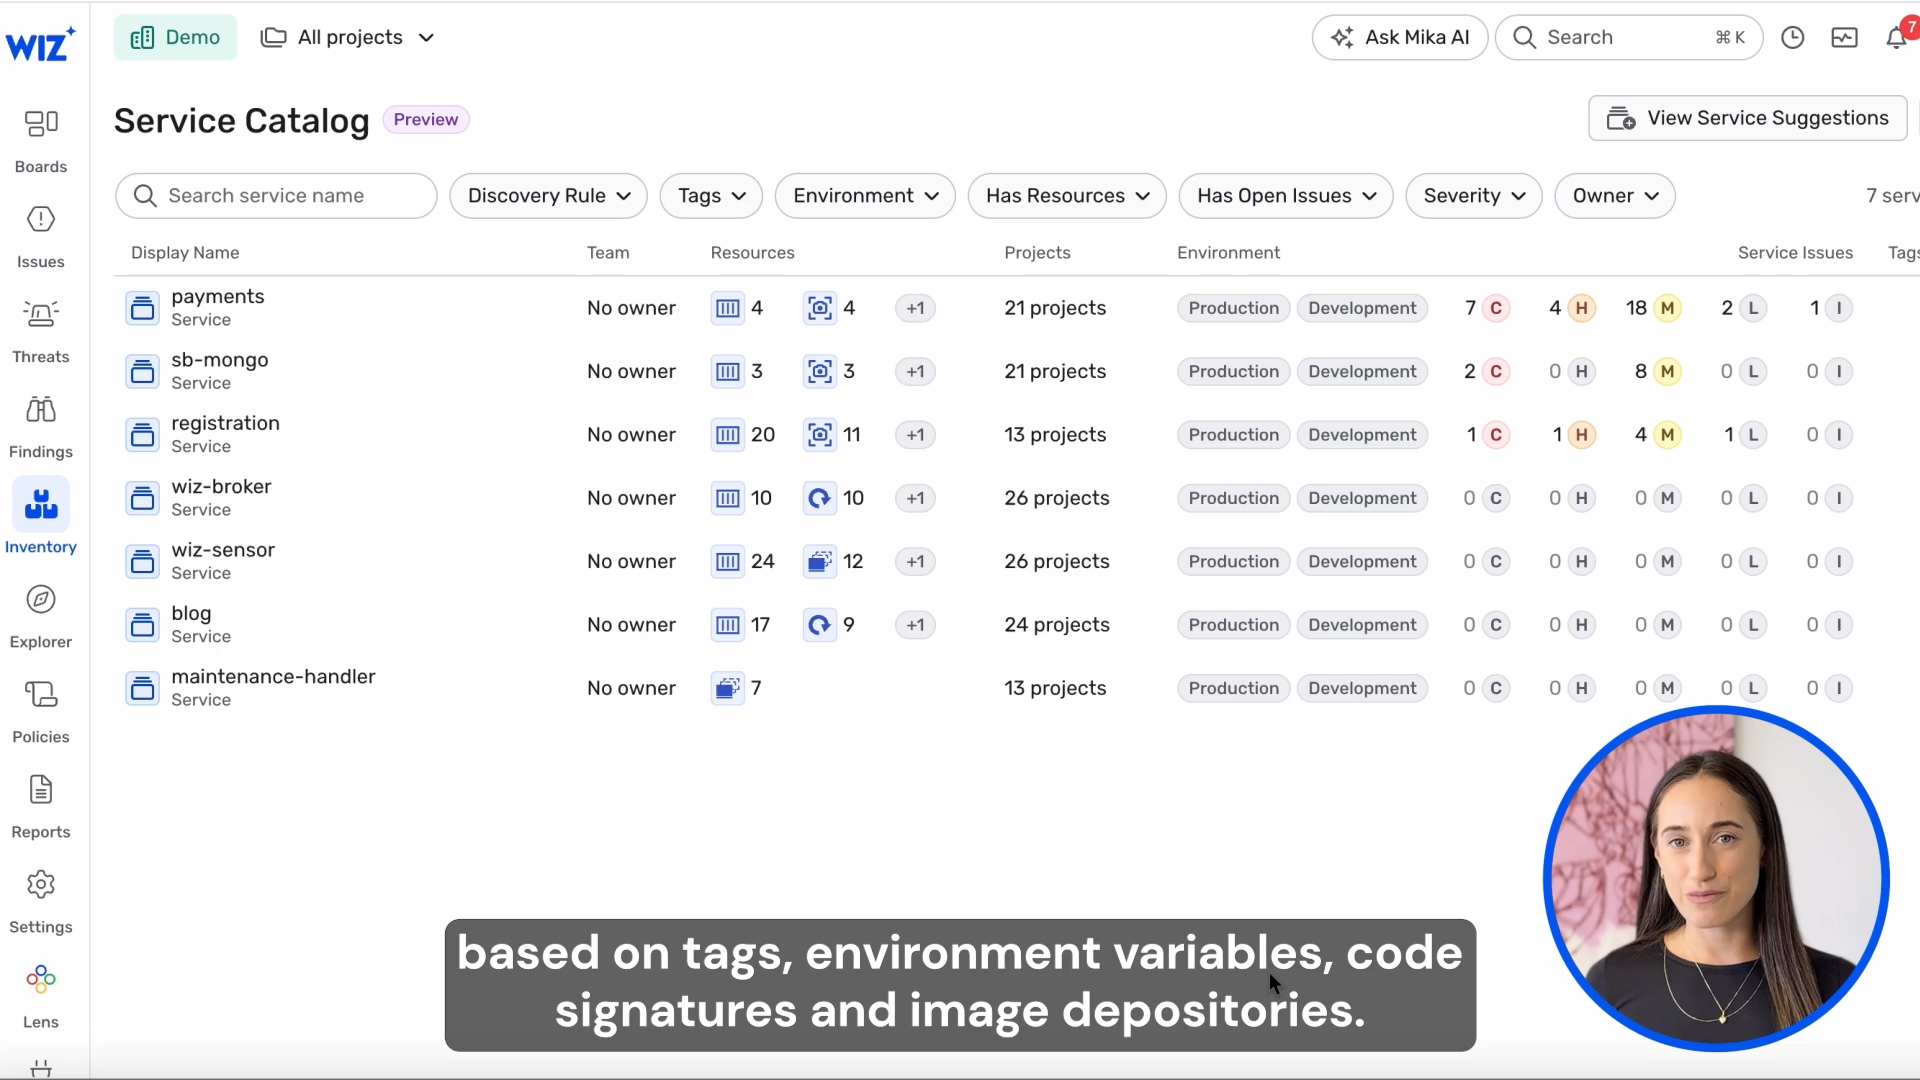 WIZ
Demo
All projects
Ask Mika AI
Search
⌘ K
7
Boards
Issues
Threats
Findings
Inventory
Explorer
Policies
Reports
Settings
Lens
Service Catalog
Preview
View Service Suggestions
Search service name
Discovery Rule
Tags
Environment
Has Resources
Has Open Issues
Severity
Owner
7 serv
Display Name Team Resources Projects Environment Service Issues Tags
payments
Service
No owner 4 4 +1 21 projects Production Development 7 C 4 H 18 M 2 L 1 I
sb-mongo
Service
No owner 3 3 +1 21 projects Production Development 2 C 0 H 8 M 0 L 0 I
registration
Service
No owner 20 11 +1 13 projects Production Development 1 C 1 H 4 M 1 L 0 I
wiz-broker
Service
No owner 10 10 +1 26 projects Production Development 0 C 0 H 0 M 0 L 0 I
wiz-sensor
Service
No owner 24 12 +1 26 projects Production Development 0 C 0 H 0 M 0 L 0 I
blog
Service
No owner 17 9 +1 24 projects Production Development 0 C 0 H 0 M 0 L 0 I
maintenance-handler
Service
No owner 7 13 projects Production Development 0 C 0 H 0 M 0 L 0 I
based on tags, environment variables, code
signatures and image depositories.